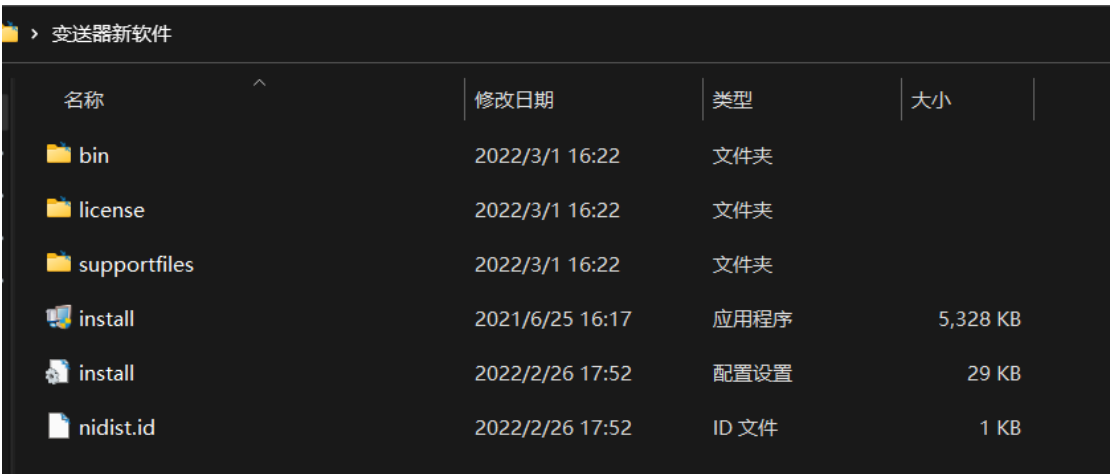 变送器新软件
名称 修改日期 类型 大小
bin 2022/3/1 16:22 文件夹
license 2022/3/1 16:22 文件夹
supportfiles 2022/3/1 16:22 文件夹
install 2021/6/25 16:17 应用程序 5,328 KB
install 2022/2/26 17:52 配置设置 29 KB
nidist.id 2022/2/26 17:52 ID 文件 1 KB